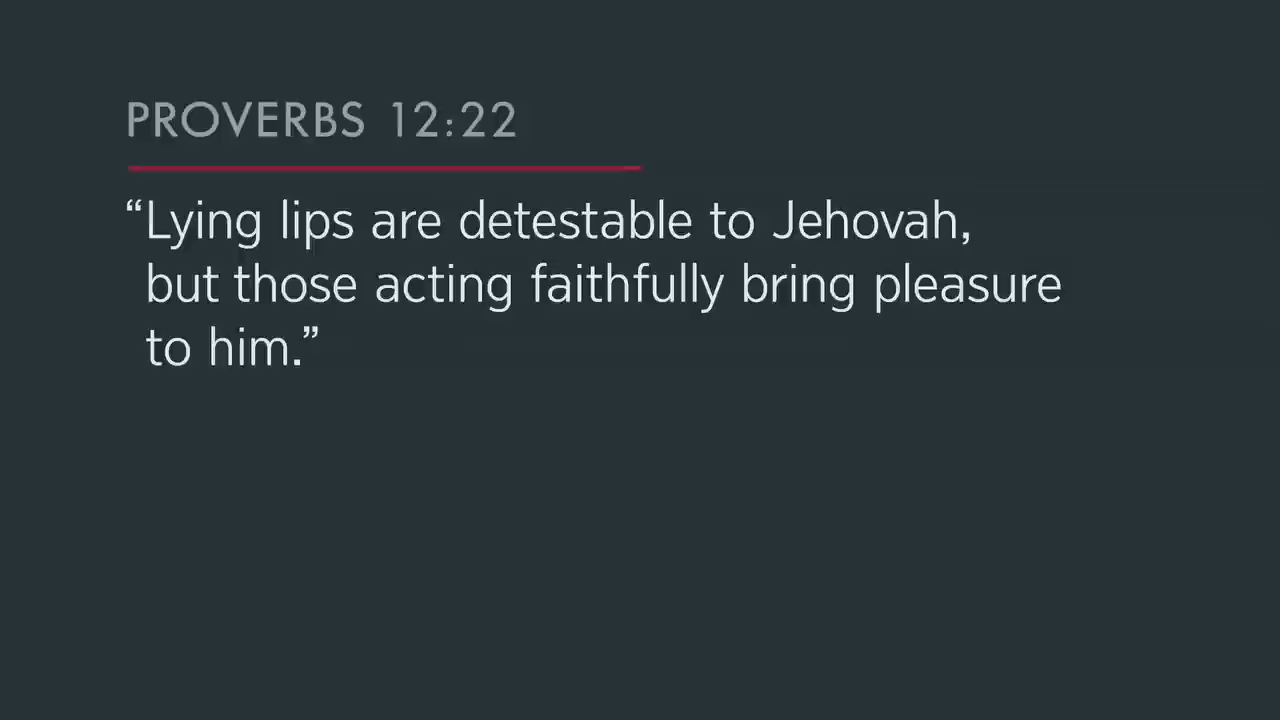 PROVERBS 12:22
“Lying lips are detestable to Jehovah,
but those acting faithfully bring pleasure
to him.”